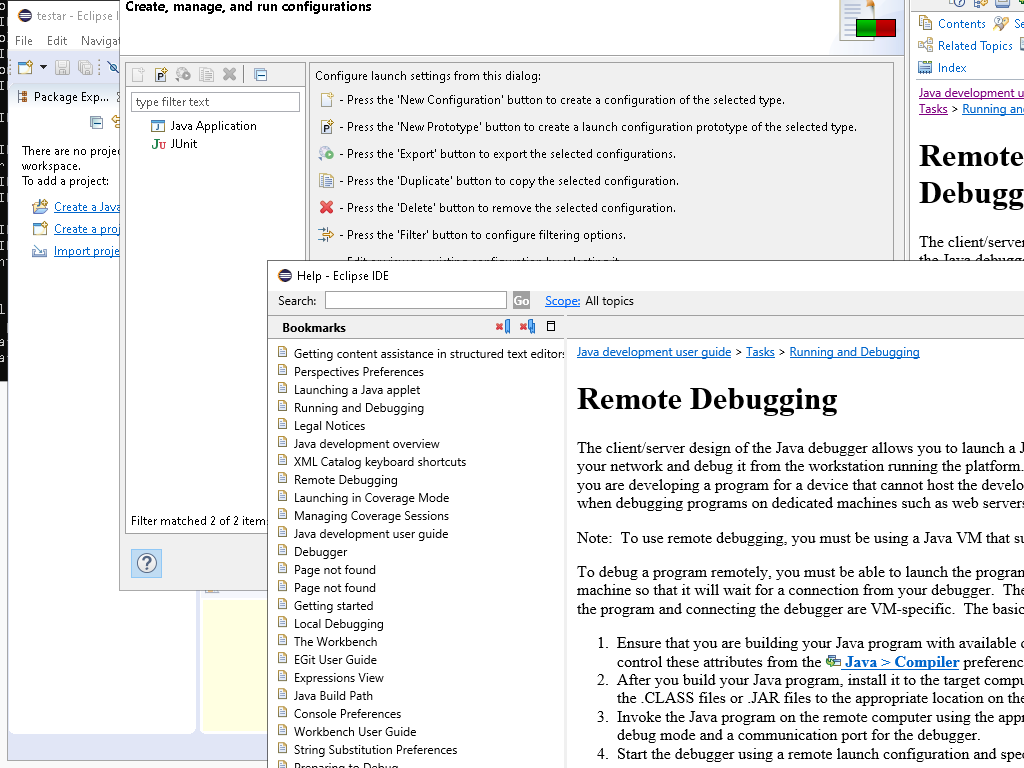 testar - Eclipse I
File Edit Navigat
Package Exp...
There are no projec
workspace.
To add a project:
Create a Java
Create a proj
Import proje
Create, manage, and run configurations
type filter text
Java Application
JUnit
Filter matched 2 of 2 item
Configure launch settings from this dialog:
- Press the 'New Configuration' button to create a configuration of the selected type.
- Press the 'New Prototype' button to create a launch configuration prototype of the selected type.
- Press the 'Export' button to export the selected configurations.
- Press the 'Duplicate' button to copy the selected configuration.
- Press the 'Delete' button to remove the selected configuration.
- Press the 'Filter' button to configure filtering options.
Contents Se
Related Topics
Index
Java development u
Tasks > Running an
Remote
Debugg
The client/server
the Java debugge
Help - Eclipse IDE
Search: Go Scope: All topics
Bookmarks
Getting content assistance in structured text editors
Perspectives Preferences
Launching a Java applet
Running and Debugging
Legal Notices
Java development overview
XML Catalog keyboard shortcuts
Remote Debugging
Launching in Coverage Mode
Managing Coverage Sessions
Java development user guide
Debugger
Page not found
Page not found
Getting started
Local Debugging
The Workbench
EGit User Guide
Expressions View
Java Build Path
Console Preferences
Workbench User Guide
String Substitution Preferences
Preparing to Debug
Java development user guide > Tasks > Running and Debugging
Remote Debugging
The client/server design of the Java debugger allows you to launch a J
your network and debug it from the workstation running the platform.
you are developing a program for a device that cannot host the develo
when debugging programs on dedicated machines such as web servers
Note: To use remote debugging, you must be using a Java VM that su
To debug a program remotely, you must be able to launch the program
machine so that it will wait for a connection from your debugger. The
the program and connecting the debugger are VM-specific. The basic
1. Ensure that you are building your Java program with available d
control these attributes from the Java > Compiler preferenc
2. After you build your Java program, install it to the target compu
the .CLASS files or .JAR files to the appropriate location on the
3. Invoke the Java program on the remote computer using the appr
debug mode and a communication port for the debugger.
4. Start the debugger using a remote launch configuration and spec